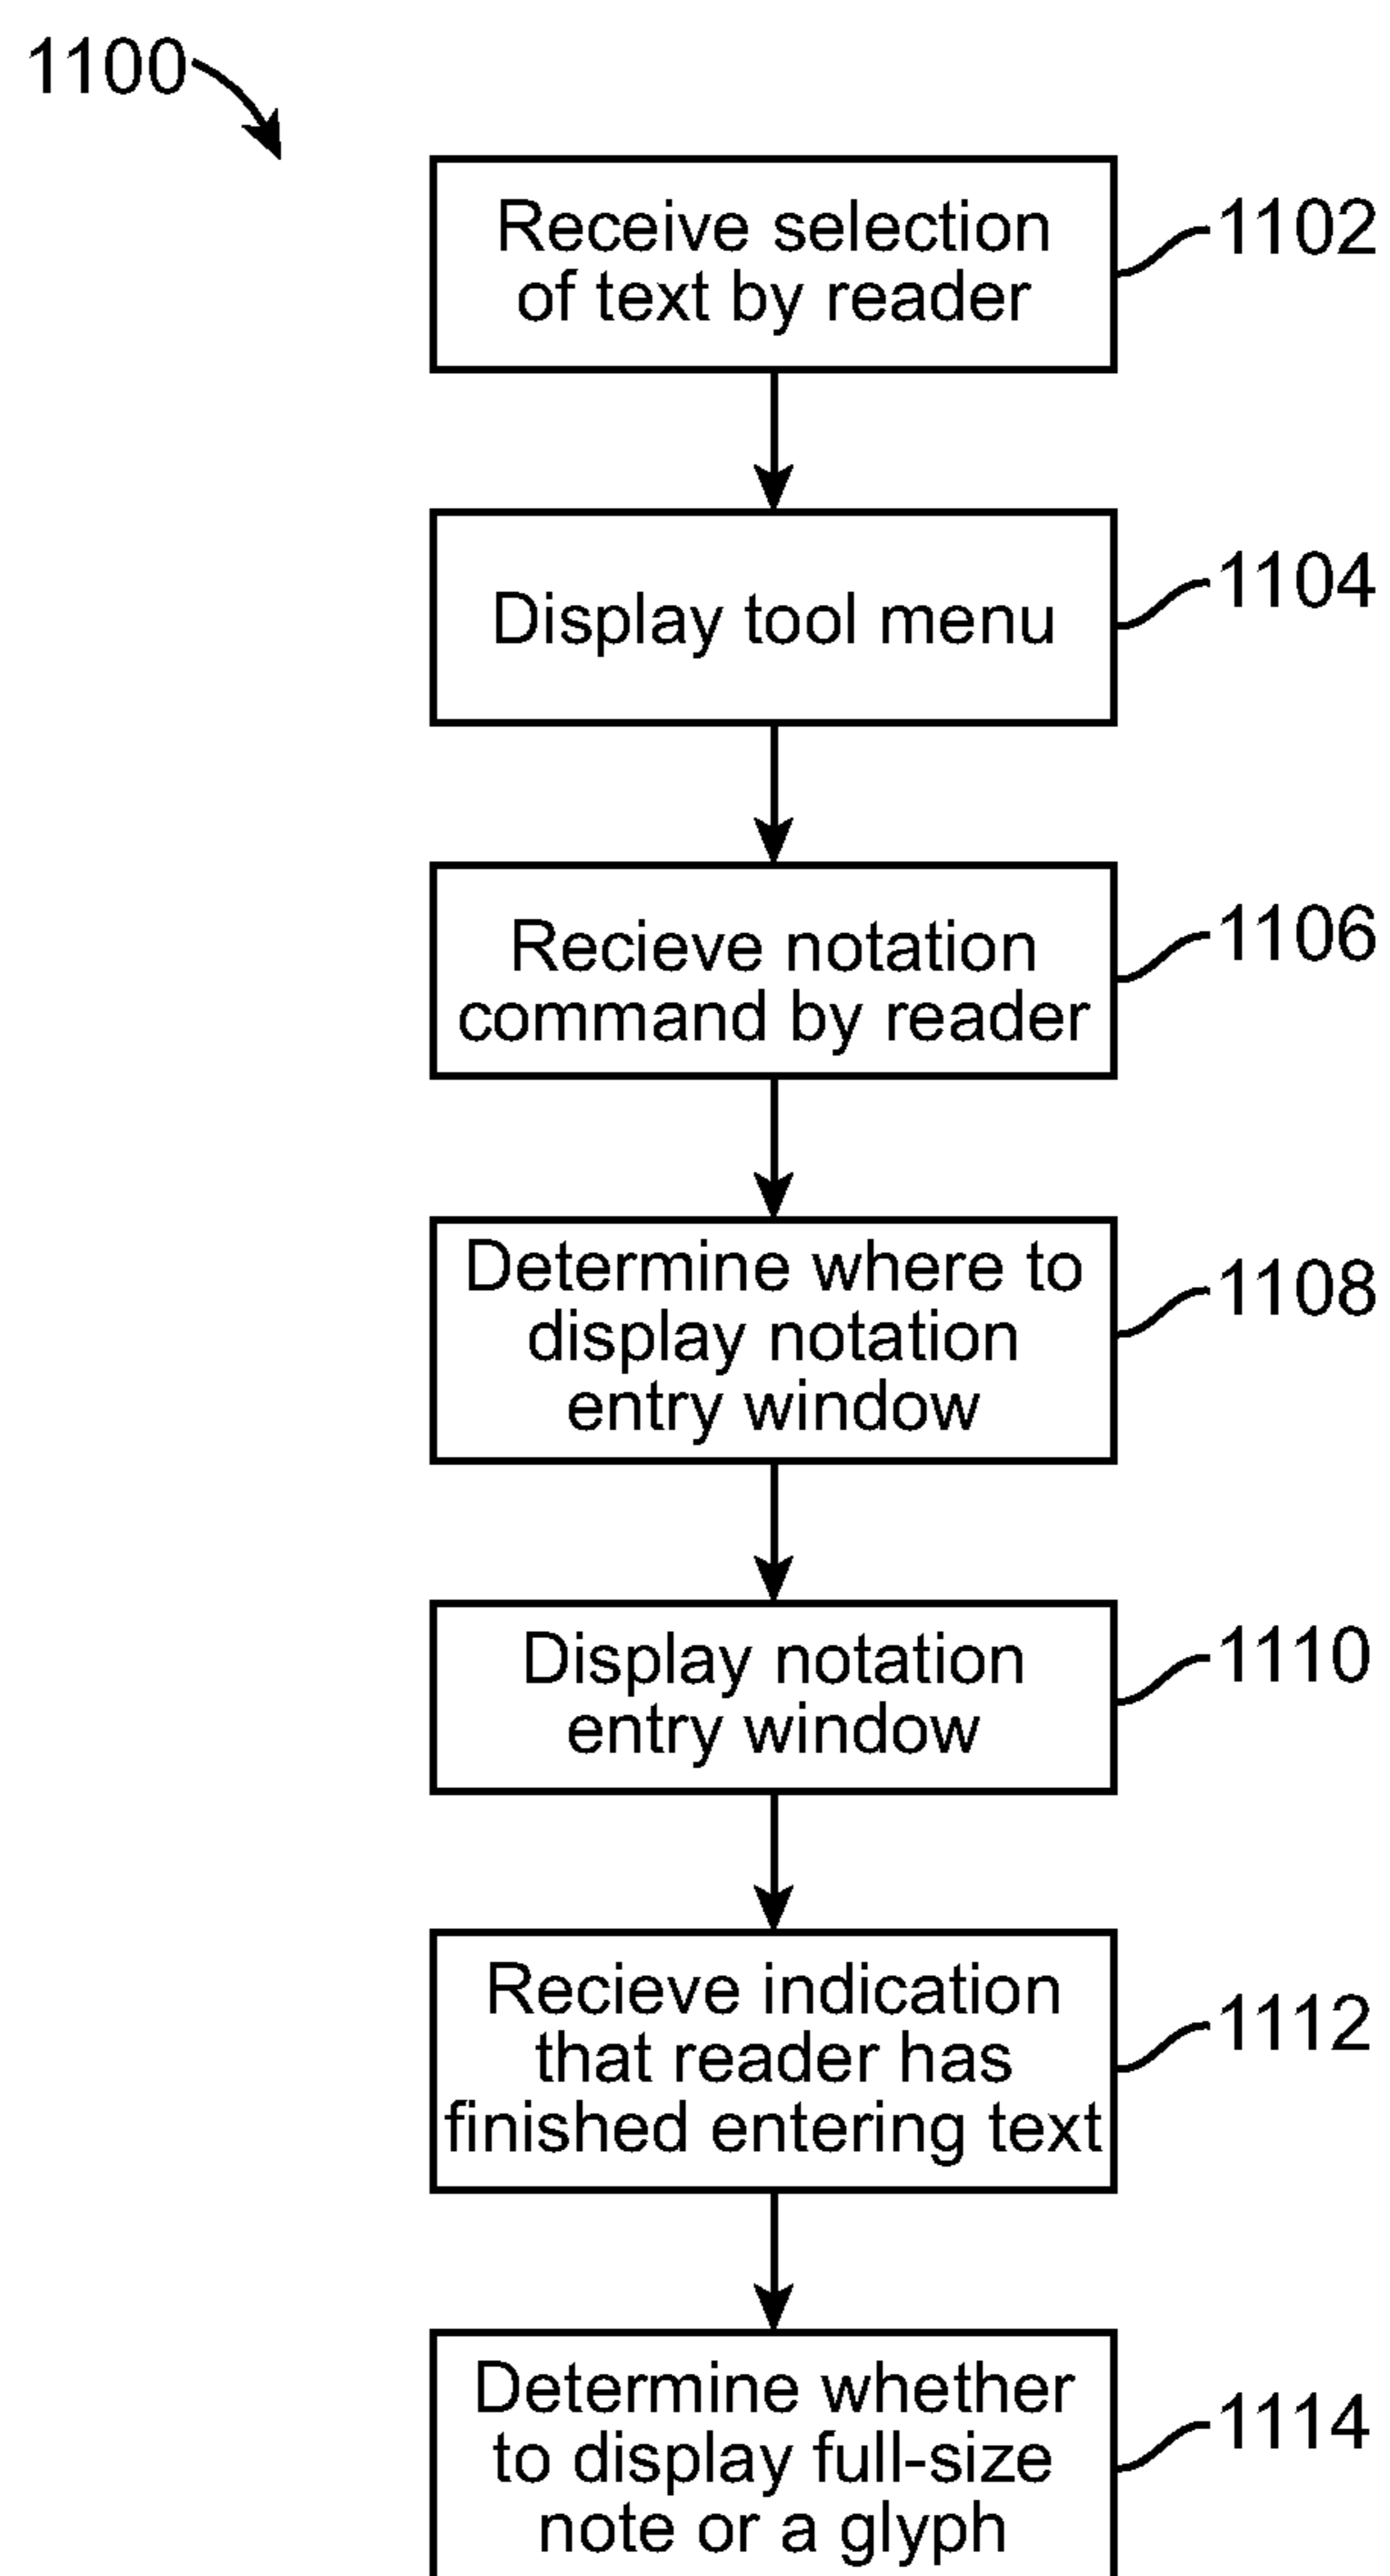 1100
Receive selection
of text by reader
1102
Display tool menu
1104
Recieve notation
command by reader
1106
Determine where to
display notation
entry window
1108
Display notation
entry window
1110
Recieve indication
that reader has
finished entering text
1112
Determine whether
to display full-size
note or a glyph
1114